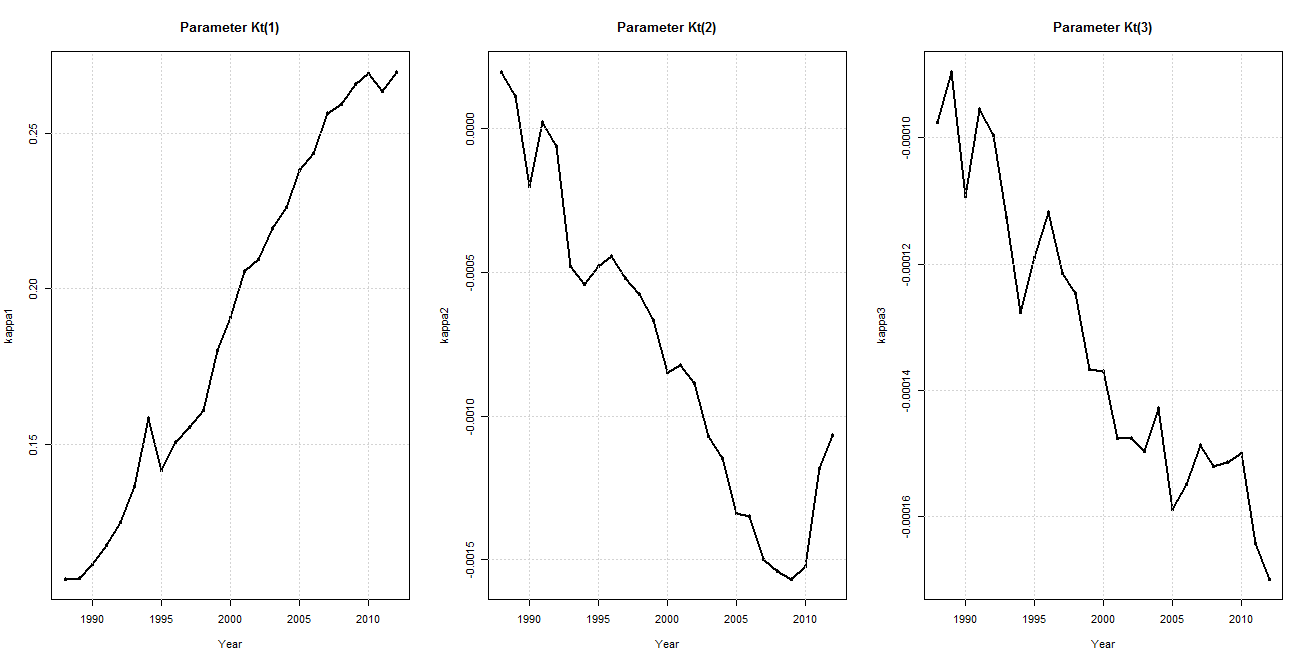 Parameter Kt(1)
kappa1
0.25
0.20
0.15
1990 1995 2000 2005 2010
Year
Parameter Kt(2)
kappa2
0.0000
-0.0005
-0.0010
-0.0015
1990 1995 2000 2005 2010
Year
Parameter Kt(3)
kappa3
-0.00010
-0.00012
-0.00014
-0.00016
1990 1995 2000 2005 2010
Year